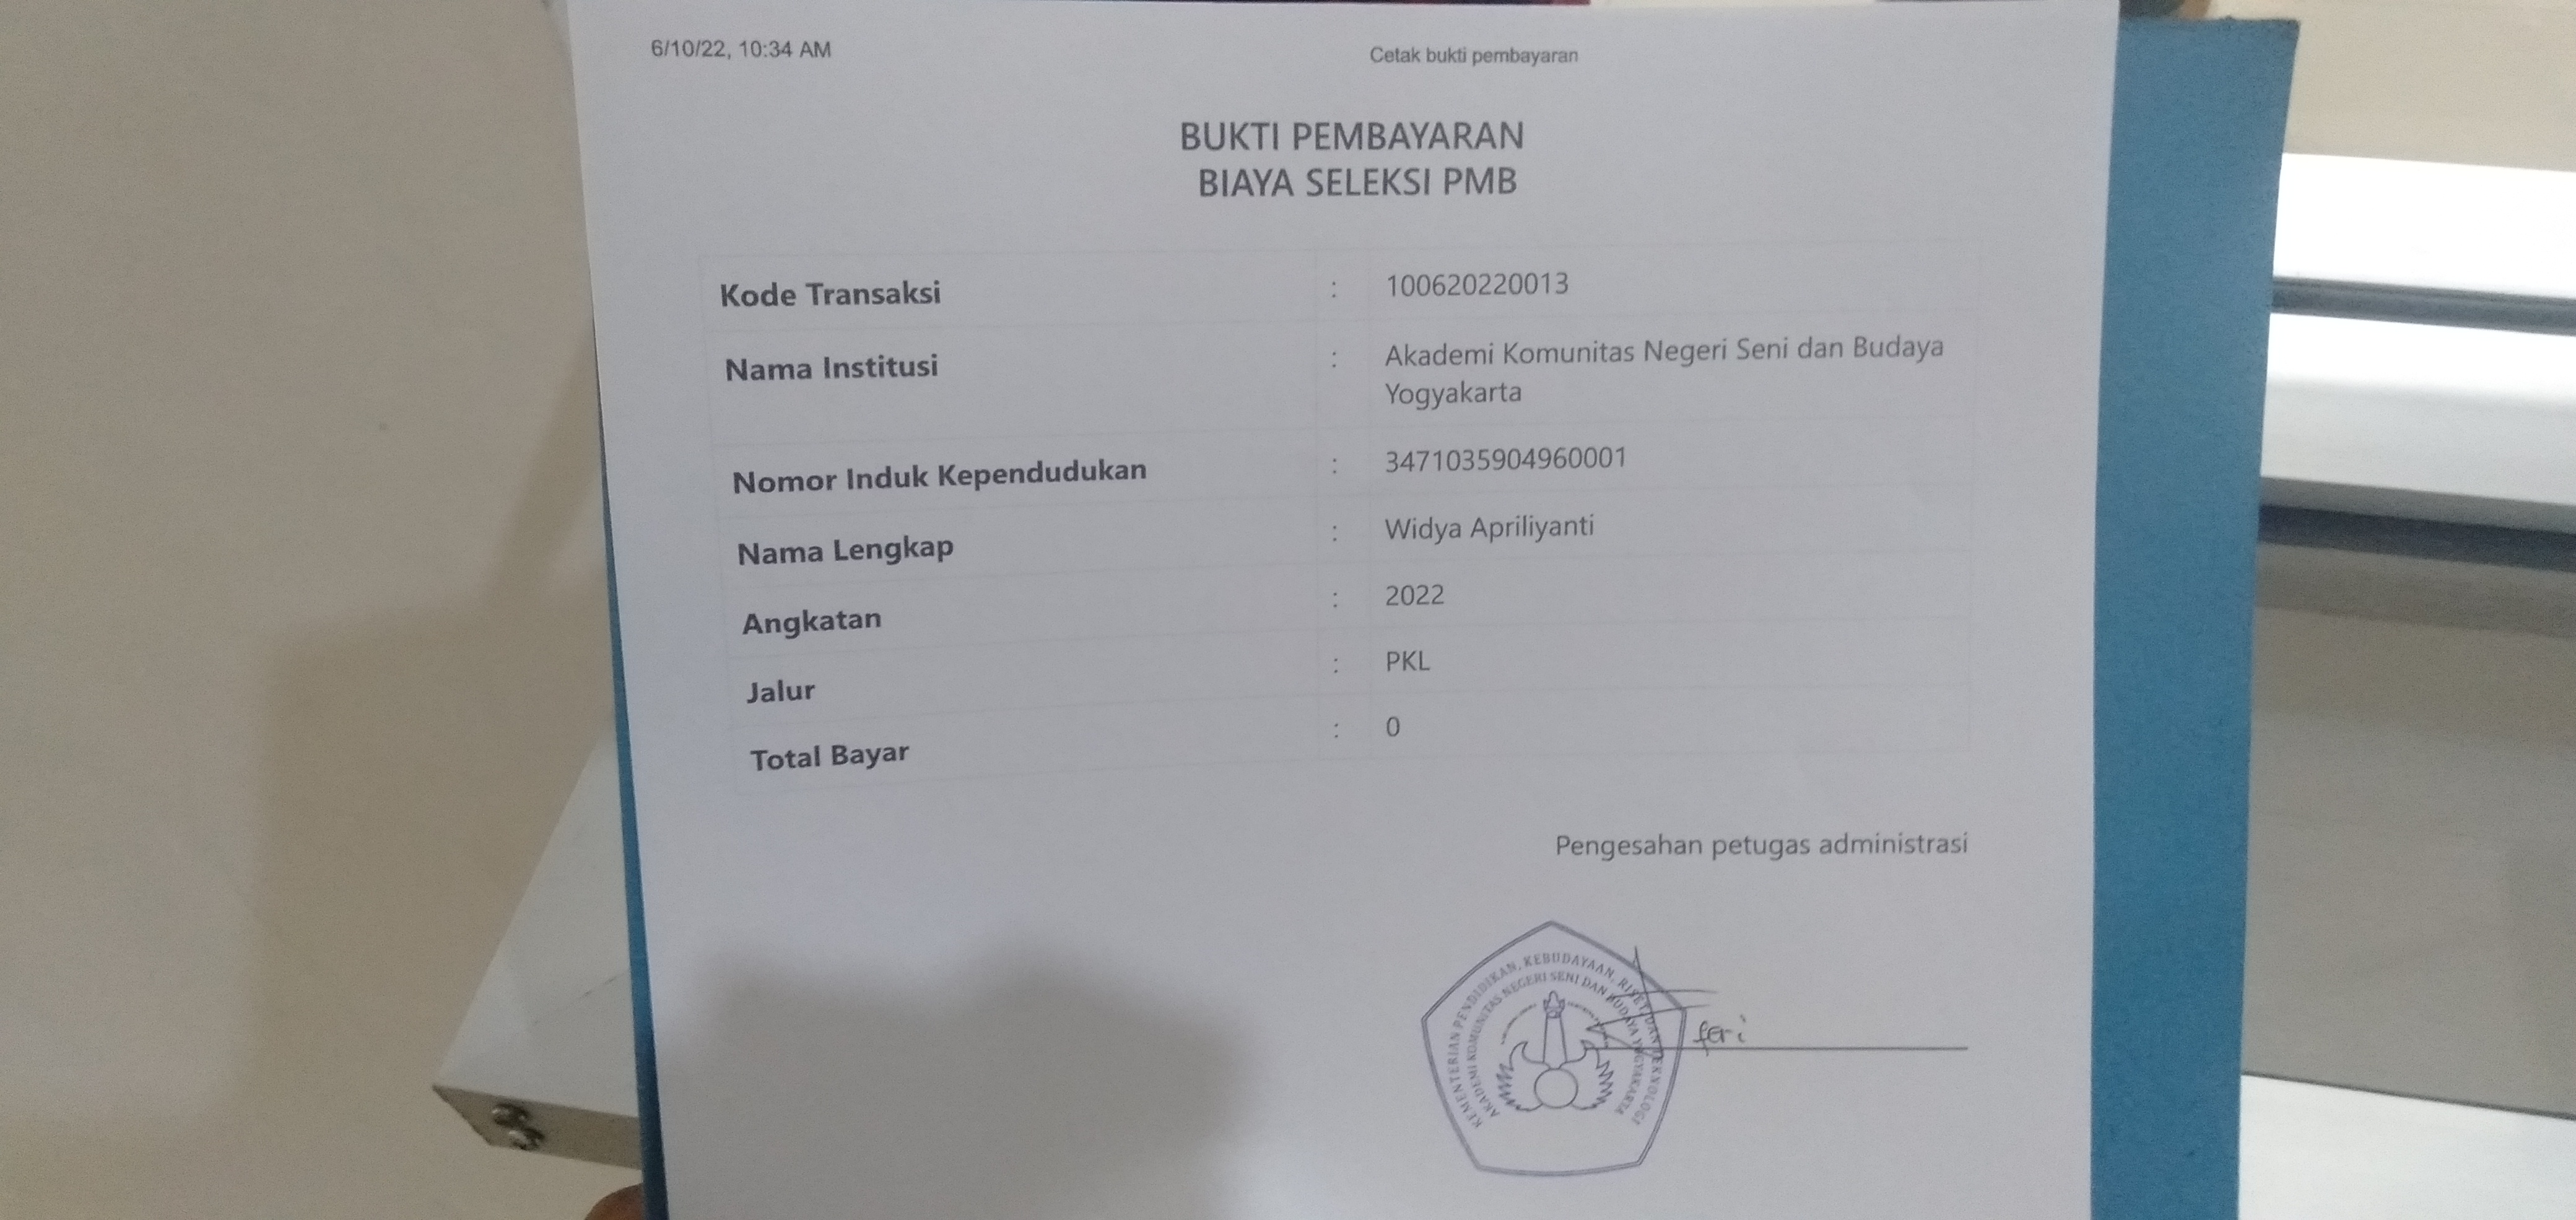 6/10/22, 10:34 AM
Cetak bukti pembayaran
BUKTI PEMBAYARAN
BIAYA SELEKSI PMB
Kode Transaksi : 100620220013
Nama Institusi : Akademi Komunitas Negeri Seni dan Budaya
Yogyakarta
Nomor Induk Kependudukan : 3471035904960001
Nama Lengkap : Widya Apriliyanti
Angkatan : 2022
Jalur : PKL
Total Bayar : 0
Pengesahan petugas administrasi
KEMENTERIAN PENDIDIKAN, KEBUDAYAAN, RISET, DAN TEKNOLOGI
AKADEMI KOMUNITAS NEGERI SENI DAN BUDAYA YOGYAKARTA
feri